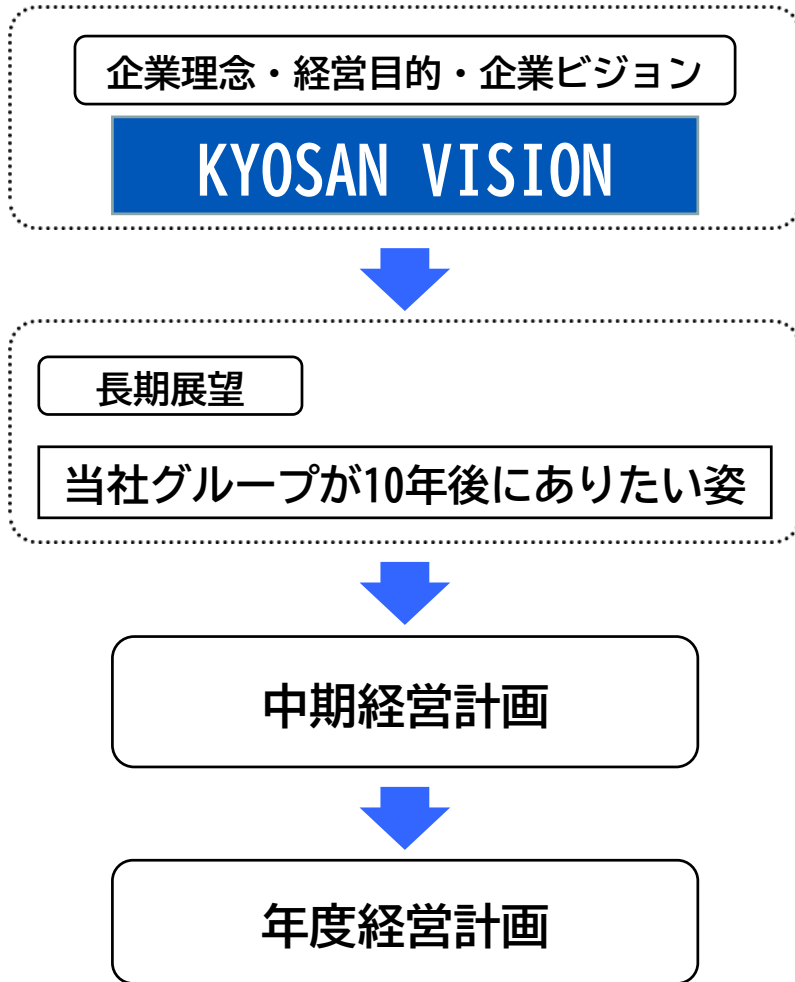 企業理念・経営目的・企業ビジョン
KYOSAN VISION
長期展望
当社グループが10年後にありたい姿
中期経営計画
年度経営計画